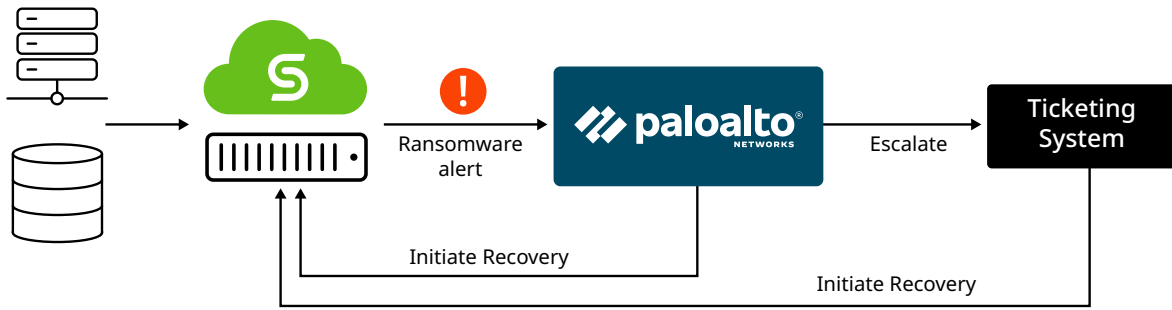 S
Ransomware
alert
!
paloalto®
NETWORKS
Escalate
Ticketing
System
Initiate Recovery
Initiate Recovery